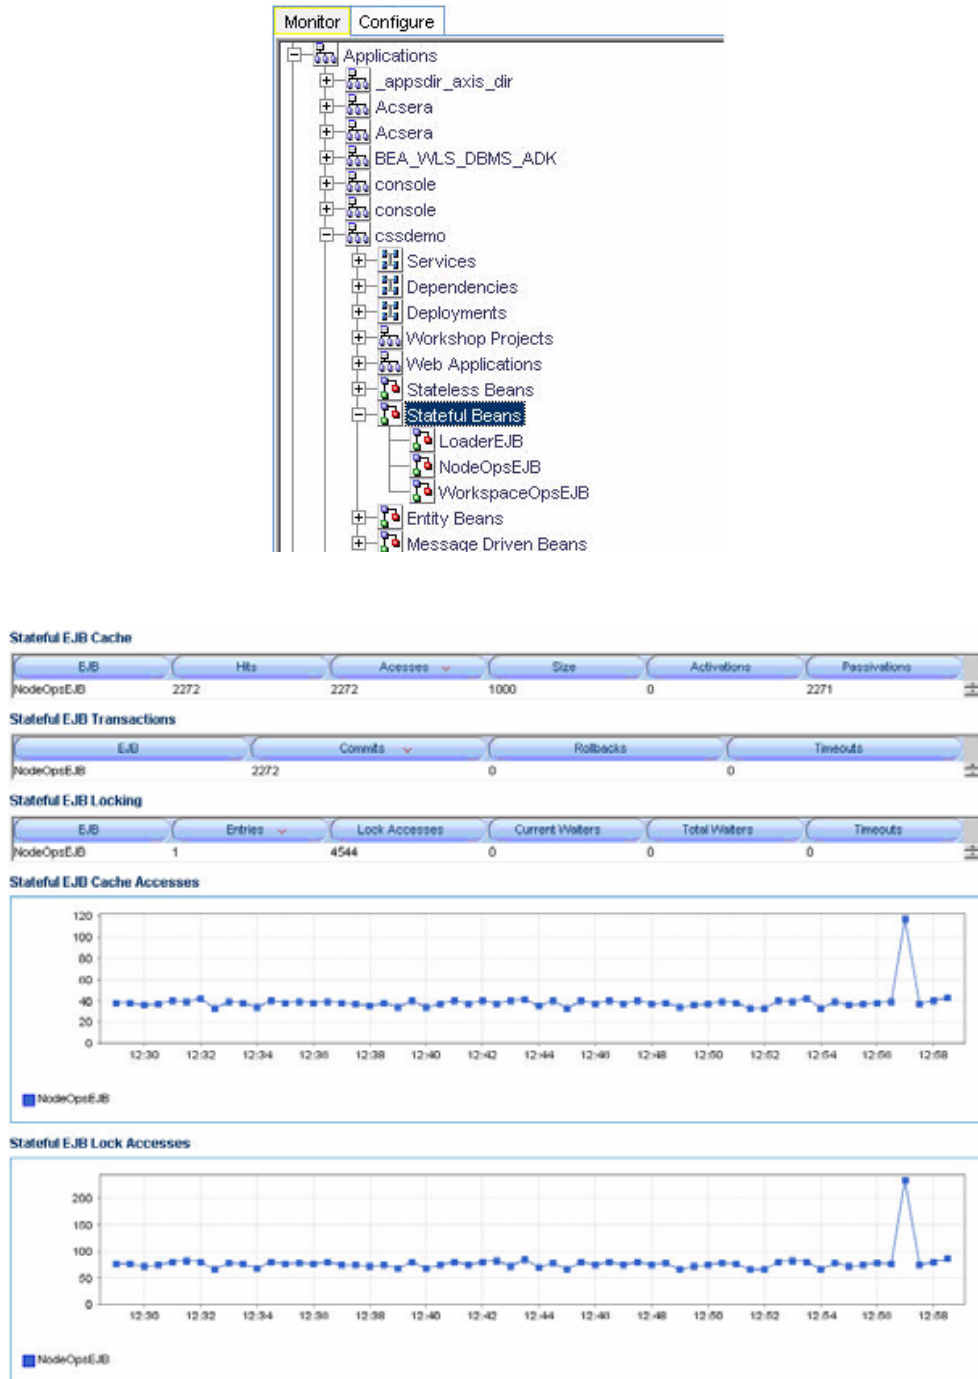 Monitor Configure
Applications
_appsdir_axis_dir
Acsera
Acsera
BEA_WLS_DBMS_ADK
console
console
cssdemo
Services
Dependencies
Deployments
Workshop Projects
Web Applications
Stateless Beans
Stateful Beans
LoaderEJB
NodeOpsEJB
WorkspaceOpsEJB
Entity Beans
Message Driven Beans
Stateful EJB Cache
EJB Hits Acesses Size Activations Passivations
NodeOpsEJB 2272 2272 1000 0 2271
Stateful EJB Transactions
EJB Commits Rollbacks Timeouts
NodeOpsEJB 2272 0 0
Stateful EJB Locking
EJB Entries Lock Accesses Current Waiters Total Waiters Timeouts
NodeOpsEJB 1 4544 0 0 0
Stateful EJB Cache Accesses
120
100
80
60
40
20
0
12:30 12:32 12:34 12:36 12:38 12:40 12:42 12:44 12:46 12:48 12:50 12:52 12:54 12:56 12:58
NodeOpsEJB
Stateful EJB Lock Accesses
200
150
100
50
0
12:30 12:32 12:34 12:36 12:38 12:40 12:42 12:44 12:46 12:48 12:50 12:52 12:54 12:56 12:58
NodeOpsEJB